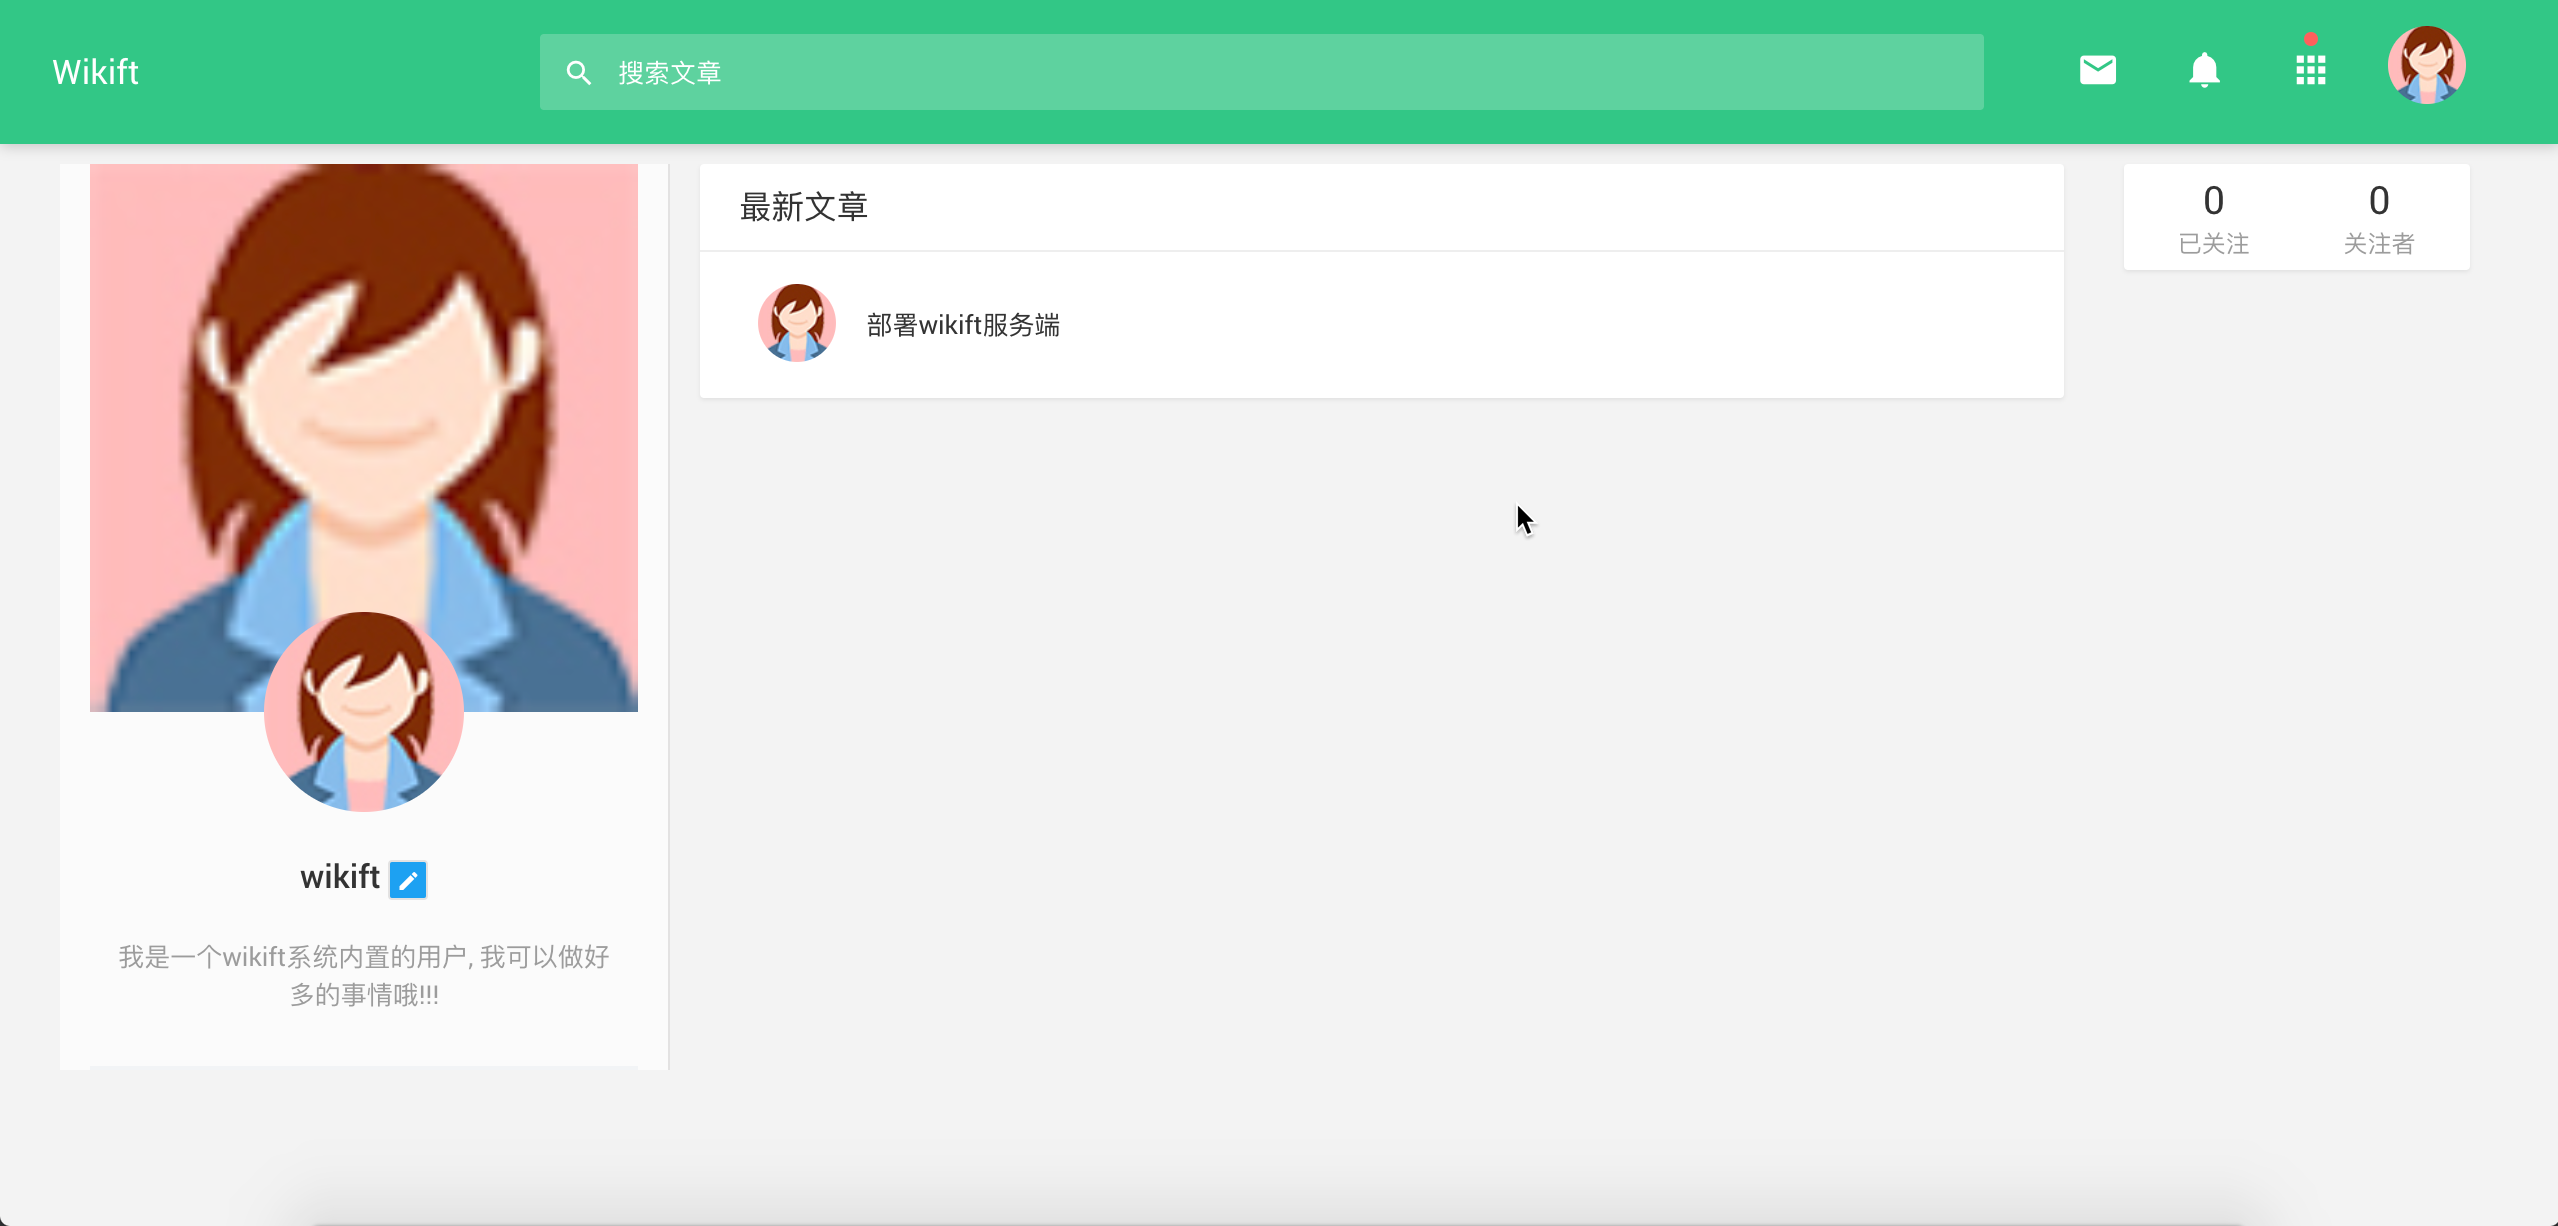 Wikift
搜索文章
最新文章
部署wikift服务端
0
已关注
0
关注者
wikift
我是一个wikift系统内置的用户, 我可以做好
多的事情哦!!!